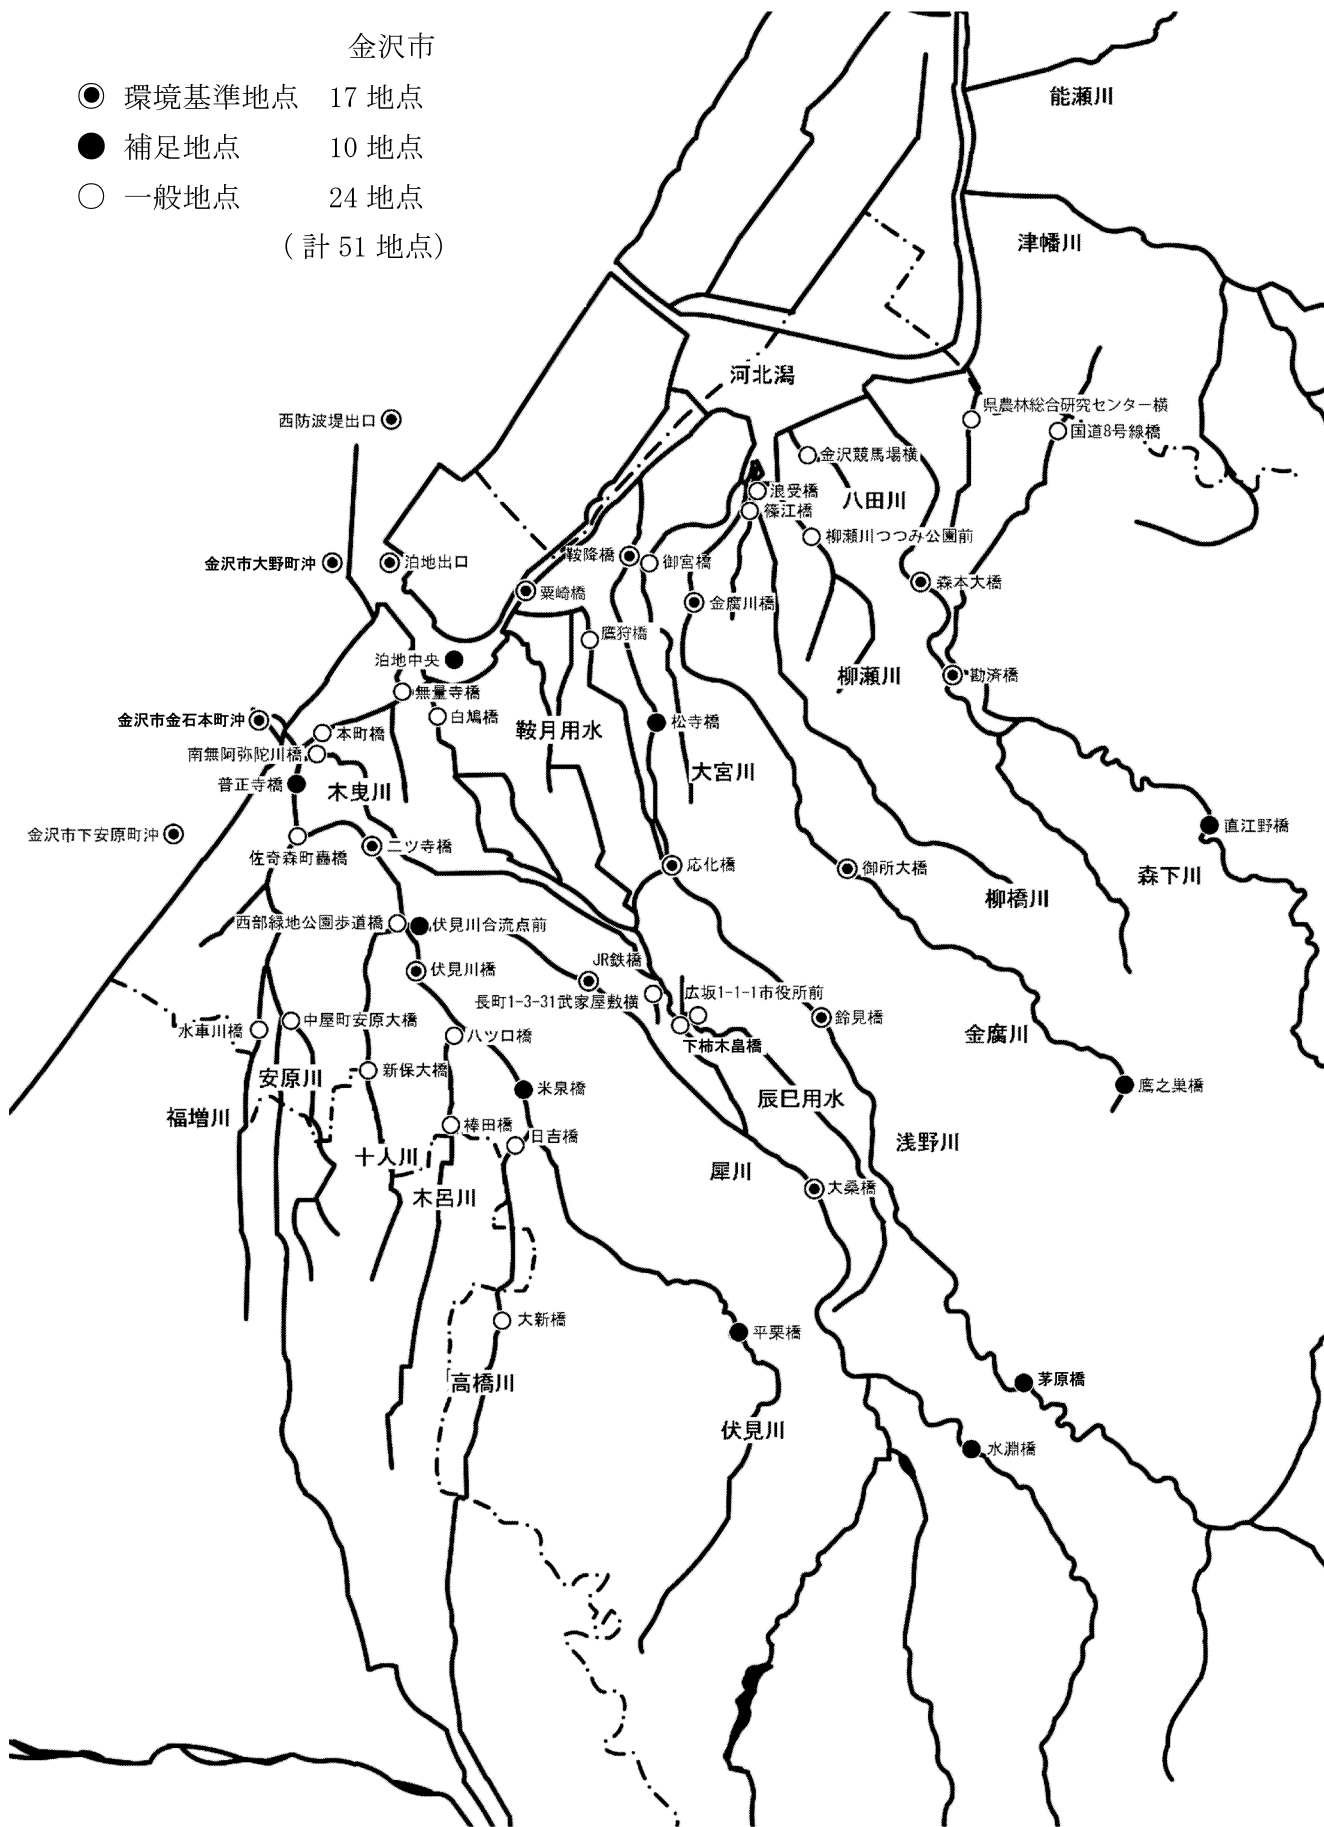 金沢市
環境基準地点 17 地点
補足地点 10 地点
一般地点 24 地点
( 計 51 地点)
能瀬川
津幡川
河北潟
県農林総合研究センター横
西防波堤出口
国道8号線橋
金沢競馬場横
浪受橋
八田川
篠江橋
柳瀬川つつみ公園前
鞍降橋
御宮橋
金沢市大野町沖
泊地出口
粟崎橋
森本大橋
金腐川橋
鷹狩橋
泊地中央
勘済橋
柳瀬川
無量寺橋
白鳩橋
金沢市金石本町沖
松寺橋
鞍月用水
本町橋
南無阿弥陀川橋
大宮川
普正寺橋
木曳川
金沢市下安原町沖
直江野橋
二ツ寺橋
佐奇森町轟橋
応化橋
御所大橋
森下川
柳橋川
西部緑地公園歩道橋
伏見川合流点前
JR鉄橋
伏見川橋
長町1-3-31武家屋敷横
広坂1-1-1市役所前
鈴見橋
中屋町安原大橋
水車川橋
八ツ口橋
金腐川
下柿木畠橋
新保大橋
安原川
鷹之巣橋
米泉橋
辰巳用水
福増川
棒田橋
日吉橋
浅野川
十人川
犀川
大桑橋
木呂川
大新橋
平栗橋
高橋川
茅原橋
伏見川
水淵橋